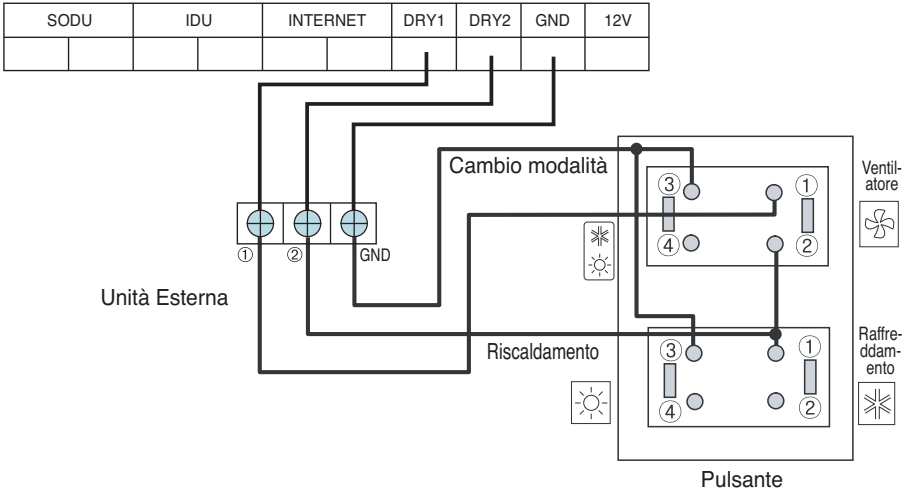 SODU IDU INTERNET DRY1 DRY2 GND 12V
Cambio modalità
Ventil-
atore
③ ①
④ ②
① ② GND
Unità Esterna
Riscaldamento
Raffre-
ddam-
ento
③ ①
④ ②
Pulsante